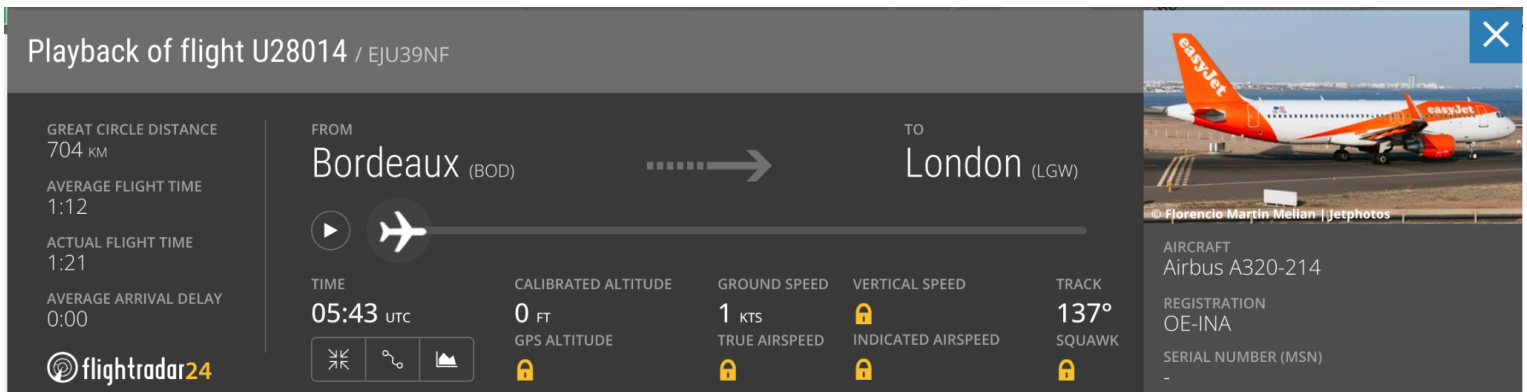 Playback of flight U28014 / EJU39NF
GREAT CIRCLE DISTANCE
704 KM
AVERAGE FLIGHT TIME
1:12
ACTUAL FLIGHT TIME
1:21
AVERAGE ARRIVAL DELAY
0:00
flightradar24
FROM
Bordeaux (BOD)
TO
London (LGW)
TIME
05:43 UTC
CALIBRATED ALTITUDE
0 FT
GPS ALTITUDE
GROUND SPEED
1 KTS
TRUE AIRSPEED
VERTICAL SPEED
INDICATED AIRSPEED
TRACK
137°
SQUAWK
easyJet
easyJet
© Florencio Martin Melian | Jetphotos
AIRCRAFT
Airbus A320-214
REGISTRATION
OE-INA
SERIAL NUMBER (MSN)
-